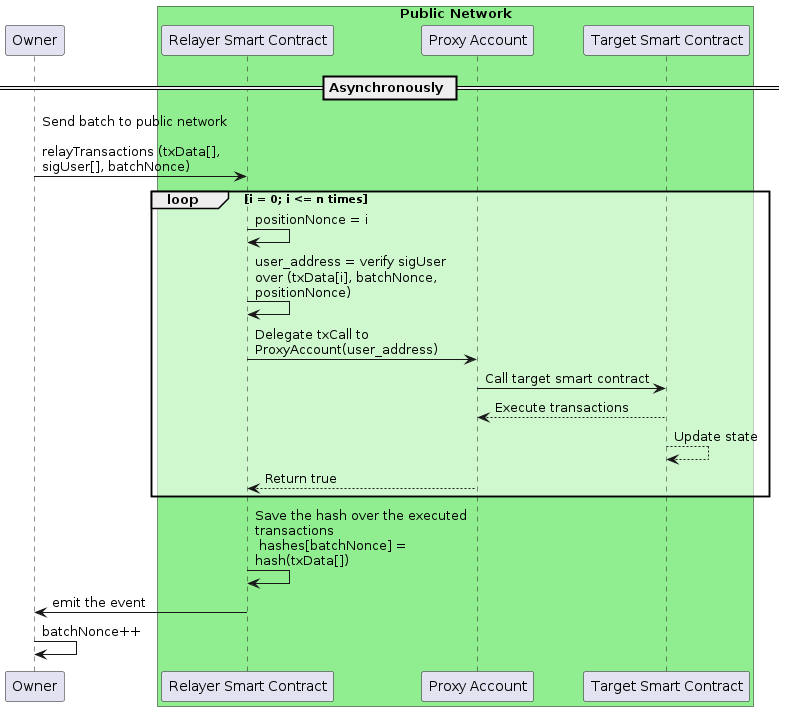 Public Network
Owner
Relayer Smart Contract
Proxy Account
Target Smart Contract
Asynchronously
Send batch to public network
relayTransactions (txData[],
sigUser[], batchNonce)
loop
[i = 0; i <= n times]
positionNonce = i
user_address = verify sigUser
over (txData[i], batchNonce,
positionNonce)
Delegate txCall to
ProxyAccount(user_address)
Call target smart contract
Execute transactions
Update state
Return true
Save the hash over the executed
transactions
hashes[batchNonce] =
hash(txData[])
emit the event
batchNonce++
Owner
Relayer Smart Contract
Proxy Account
Target Smart Contract